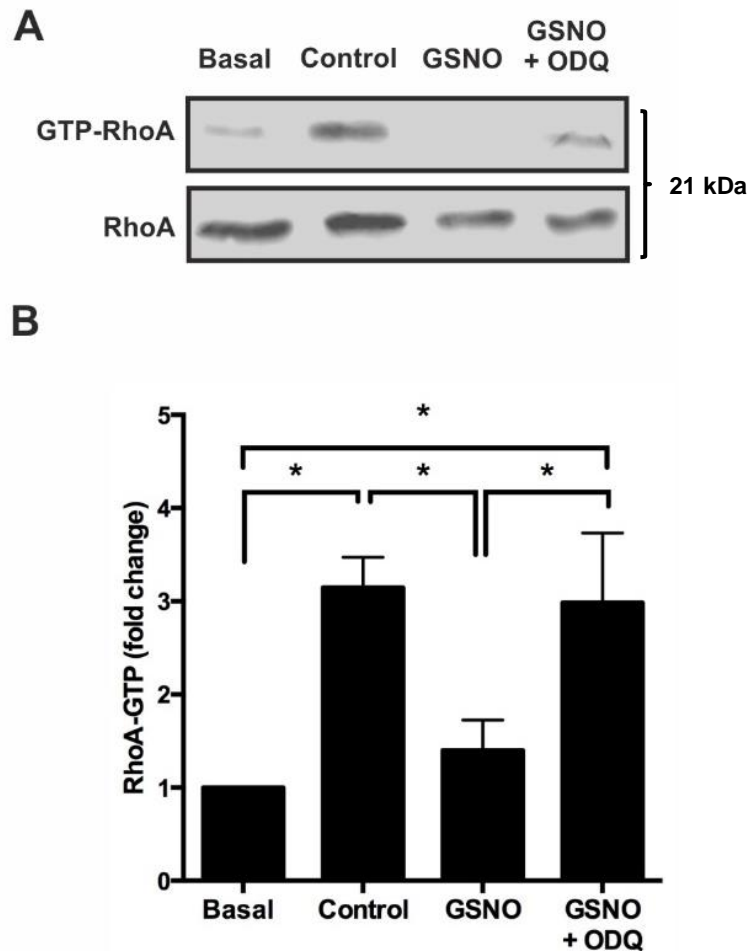 A
Basal Control GSNO GSNO
+ ODQ
GTP-RhoA
21 kDa
RhoA
B
RhoA-GTP (fold change)
5
4
3
2
1
0
*
* * *
Basal Control GSNO GSNO
+ ODQ